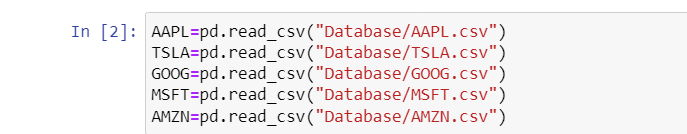 In [2]: AAPL=pd.read_csv("Database/AAPL.csv")
TSLA=pd.read_csv("Database/TSLA.csv")
GOOG=pd.read_csv("Database/GOOG.csv")
MSFT=pd.read_csv("Database/MSFT.csv")
AMZN=pd.read_csv("Database/AMZN.csv")